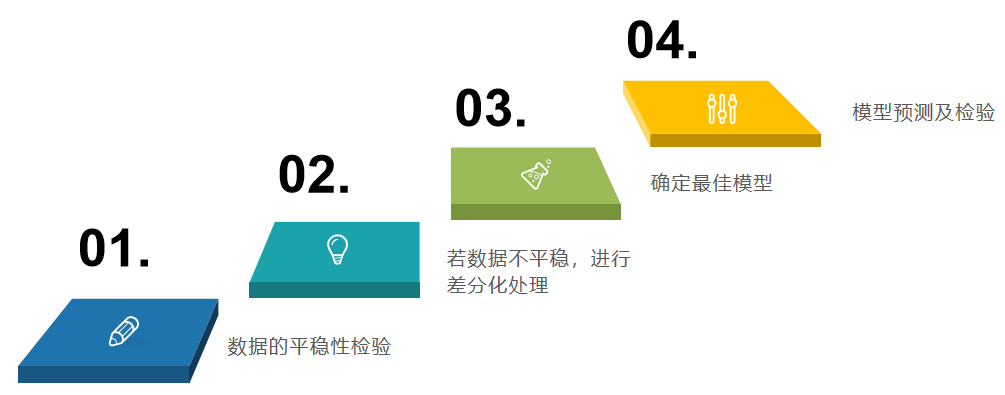 01.
数据的平稳性检验
02.
若数据不平稳，进行
差分化处理
03.
确定最佳模型
04.
模型预测及检验